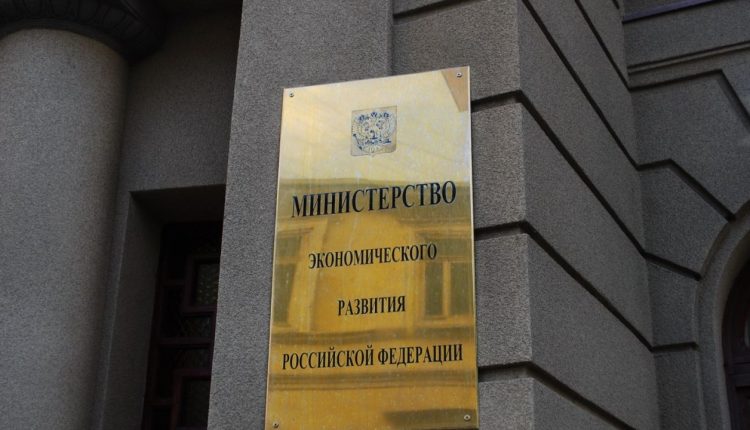 МИНИСТЕРСТВО
ЭКОНОМИЧЕСКОГО
РАЗВИТИЯ
РОССИЙСКОЙ ФЕДЕРАЦИИ